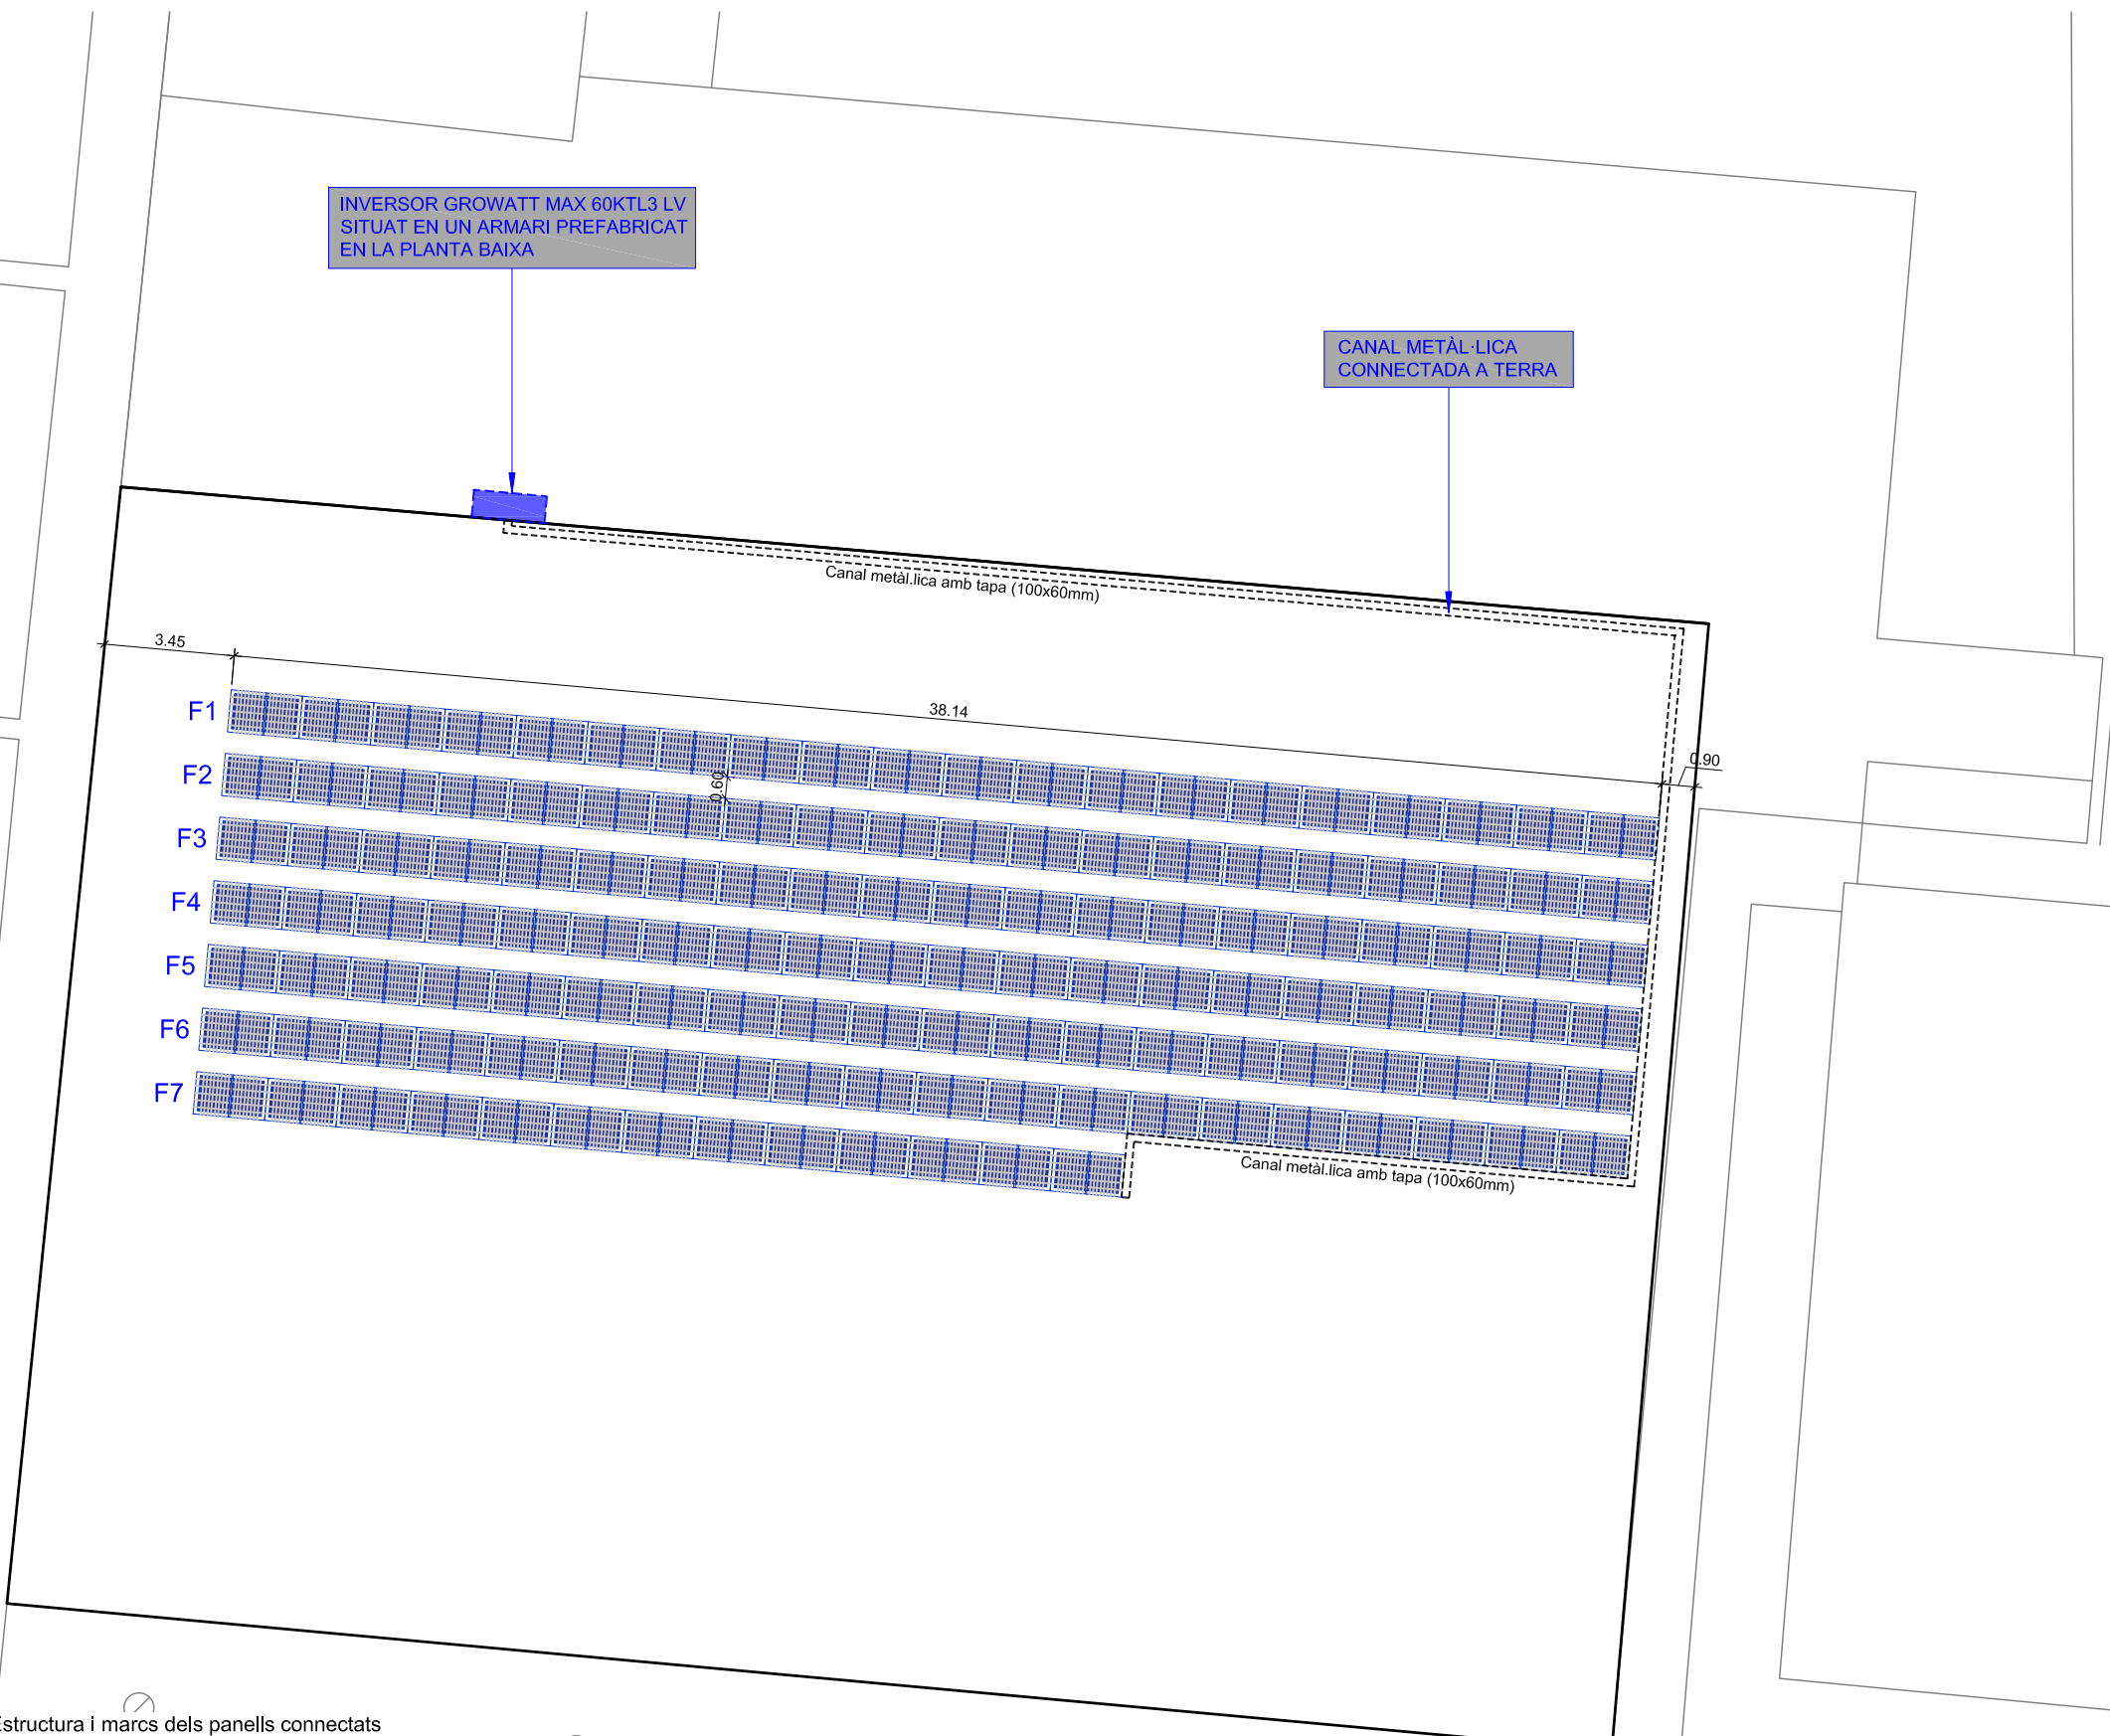 INVERSOR GROWATT MAX 60KTL3 LV
SITUAT EN UN ARMARI PREFABRICAT
EN LA PLANTA BAIXA
CANAL METÀL·LICA
CONNECTADA A TERRA
Canal metàl.lica amb tapa (100x60mm)
3.45
38.14
0.90
F1
F2
0.60
F3
F4
F5
F6
F7
Canal metàl.lica amb tapa (100x60mm)
Estructura i marcs dels panells connectats